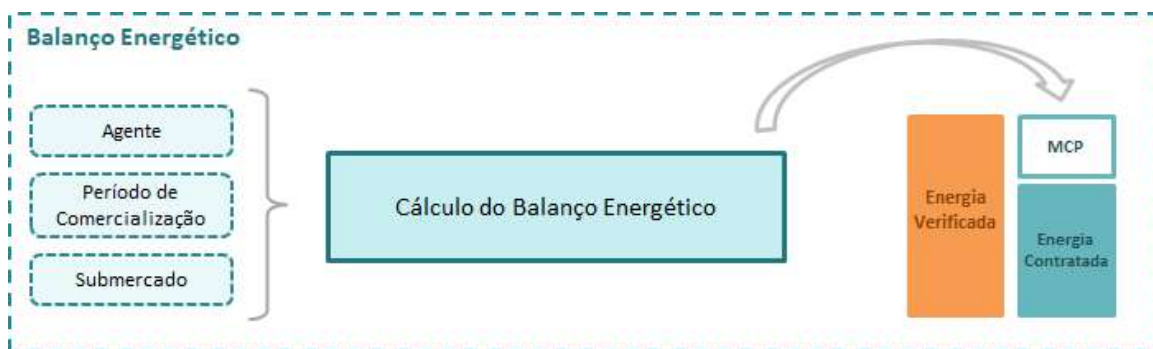 Balanço Energético
Agente
Período de
Comercialização
Submercado
Cálculo do Balanço Energético
Energia
Verificada
MCP
Energia
Contratada